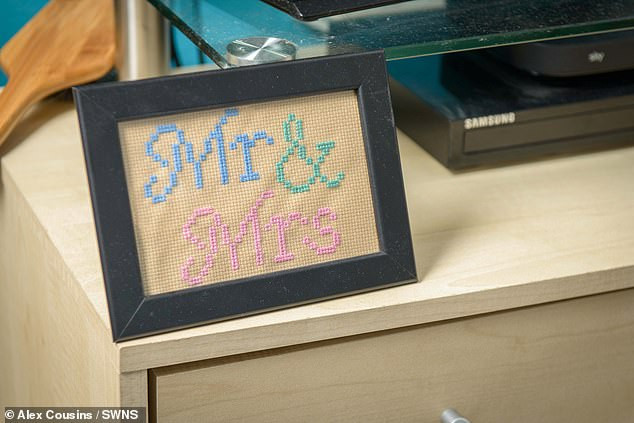 sky
SAMSUNG
Mr &
Mrs
© Alex Cousins / SWNS